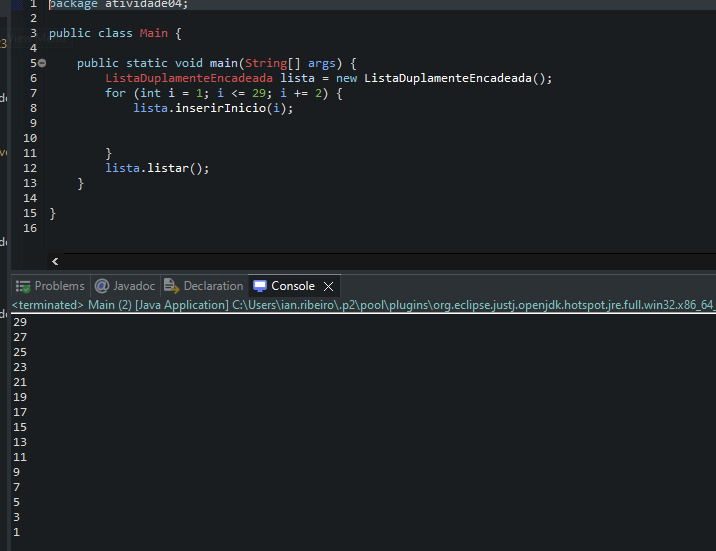 1 package atividade04;
2
3 public class Main {
4
5 public static void main(String[] args) {
6 ListaDuplamenteEncadeada lista = new ListaDuplamenteEncadeada();
7 for (int i = 1; i <= 29; i += 2) {
8 lista.inserirInicio(i);
9
10
11 }
12 lista.listar();
13 }
14
15 }
16
Problems Javadoc Declaration Console
<terminated> Main (2) [Java Application] C:\Users\ian.ribeiro\.p2\pool\plugins\org.eclipse.justj.openjdk.hotspot.jre.full.win32.x86_64_
29
27
25
23
21
19
17
15
13
11
9
7
5
3
1